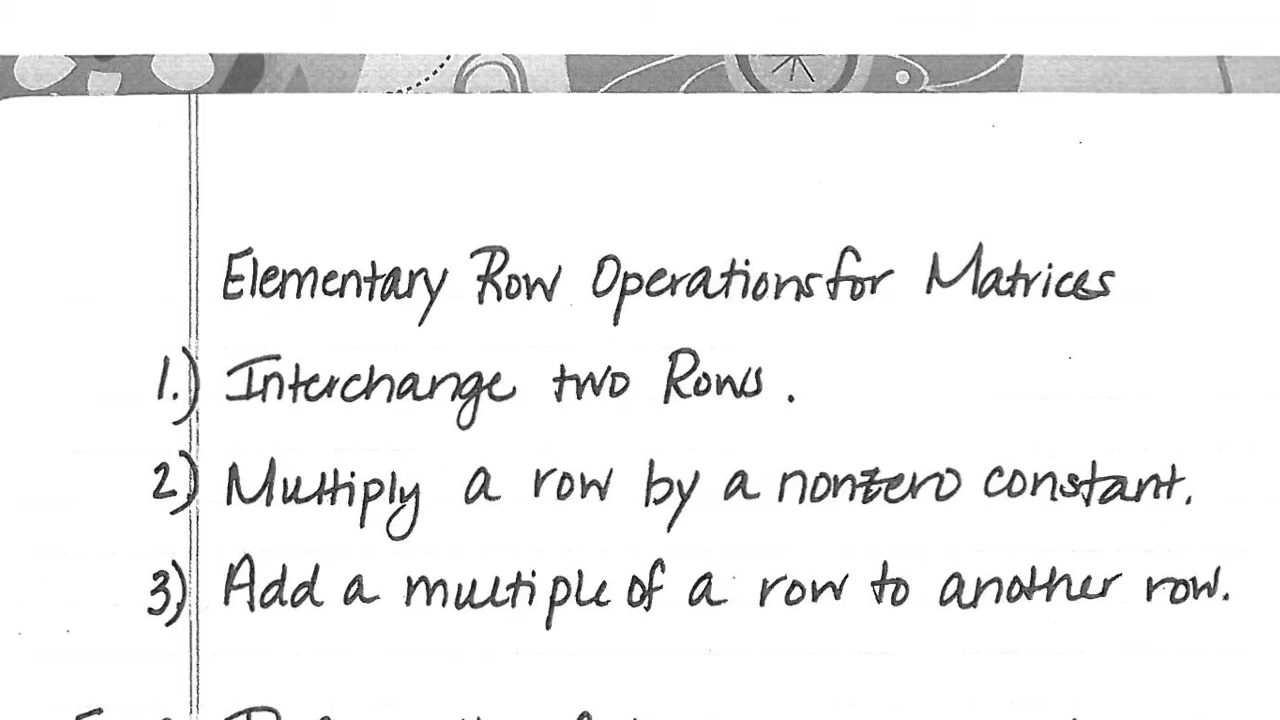 Elementary Row Operations for Matrices
1.) Interchange two Rows.
2) Multiply a row by a nonzero constant.
3) Add a multiple of a row to another row.